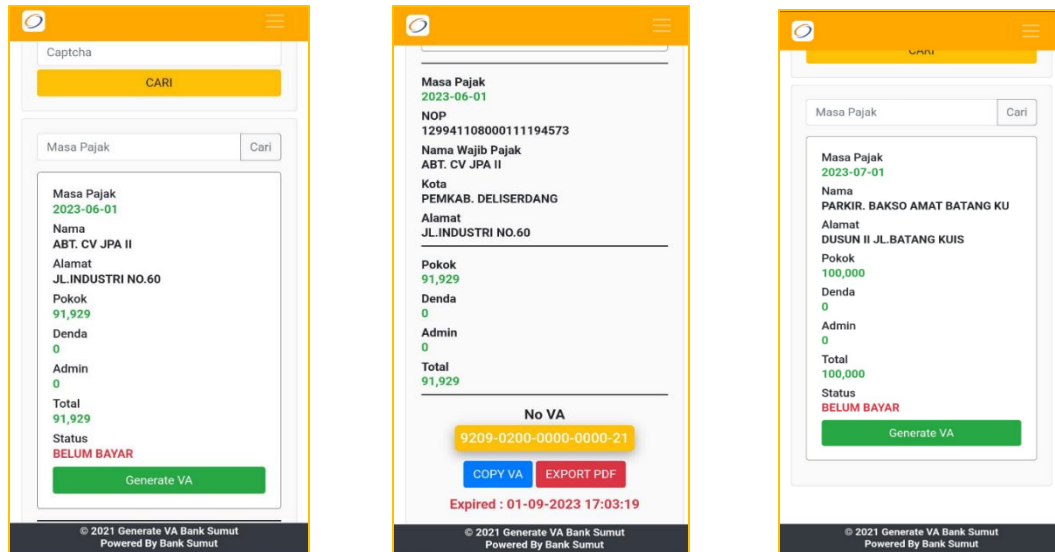 Captcha
CARI
Masa Pajak
Cari
Masa Pajak
2023-06-01
Nama
ABT. CV JPA II
Alamat
JL.INDUSTRI NO.60
Pokok
91,929
Denda
0
Admin
0
Total
91,929
Status
BELUM BAYAR
Generate VA
© 2021 Generate VA Bank Sumut
Powered By Bank Sumut
Masa Pajak
2023-06-01
NOP
129941108000111194573
Nama Wajib Pajak
ABT. CV JPA II
Kota
PEMKAB. DELISERDANG
Alamat
JL.INDUSTRI NO.60
Pokok
91,929
Denda
0
Admin
0
Total
91,929
No VA
9209-0200-0000-0000-21
COPY VA
EXPORT PDF
Expired : 01-09-2023 17:03:19
© 2021 Generate VA Bank Sumut
Powered By Bank Sumut
CARI
Masa Pajak
Cari
Masa Pajak
2023-07-01
Nama
PARKIR. BAKSO AMAT BATANG KU
Alamat
DUSUN II JL.BATANG KUIS
Pokok
100,000
Denda
0
Admin
0
Total
100,000
Status
BELUM BAYAR
Generate VA
© 2021 Generate VA Bank Sumut
Powered By Bank Sumut